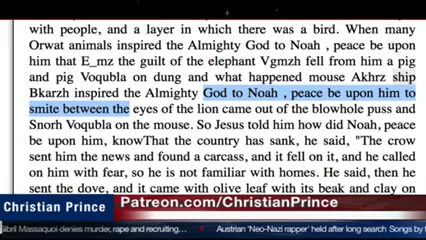 with people, and a layer in which there was a bird. When many
Orwat animals inspired the Almighty God to Noah , peace be upon
him that E_mz the guilt of the elephant Vgmzh fell from him a pig
and pig Voqubla on dung and what happened mouse Akhrz ship
Bkarzh inspired the Almighty God to Noah , peace be upon him to
smite between the eyes of the lion came out of the blowhole puss and
Snorh Voqubla on the mouse. So Jesus told him how did Noah, peace
be upon him, knowThat the country has sank, he said, "The crow
sent him the news and found a carcass, and it fell on it, and he called
on him with fear, so he is not familiar with homes. He said, then he
sent the dove, and it came with olive leaf with its beak and clay on
Christian Prince
Patreon.com/ChristianPrince
ibril Massaquoi denies murder, rape and recruiting…
Austrian 'Neo-Nazi rapper' held after long search
Songs by t